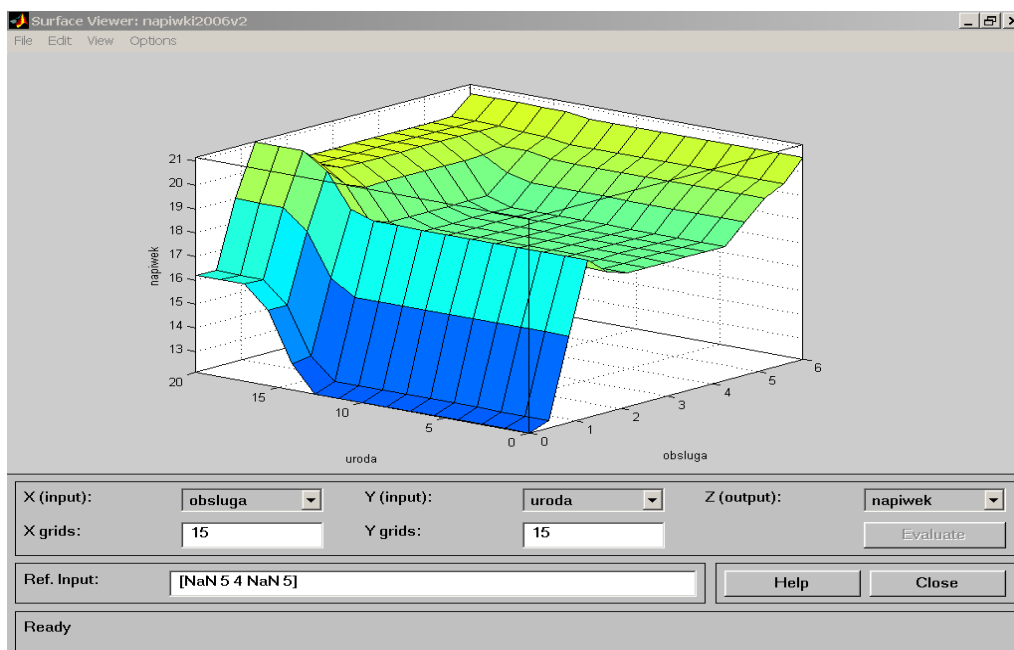 Surface Viewer: napiwki2006v2
File Edit View Options
21
20
19
18
17
16
15
14
13
napiwek
20
15
10
5
0
uroda
0
1
2
3
4
5
6
obsluga
X (input): obsluga Y (input): uroda Z (output): napiwek
X grids: 15 Y grids: 15 Evaluate
Ref. Input: [NaN 5 4 NaN 5] Help Close
Ready